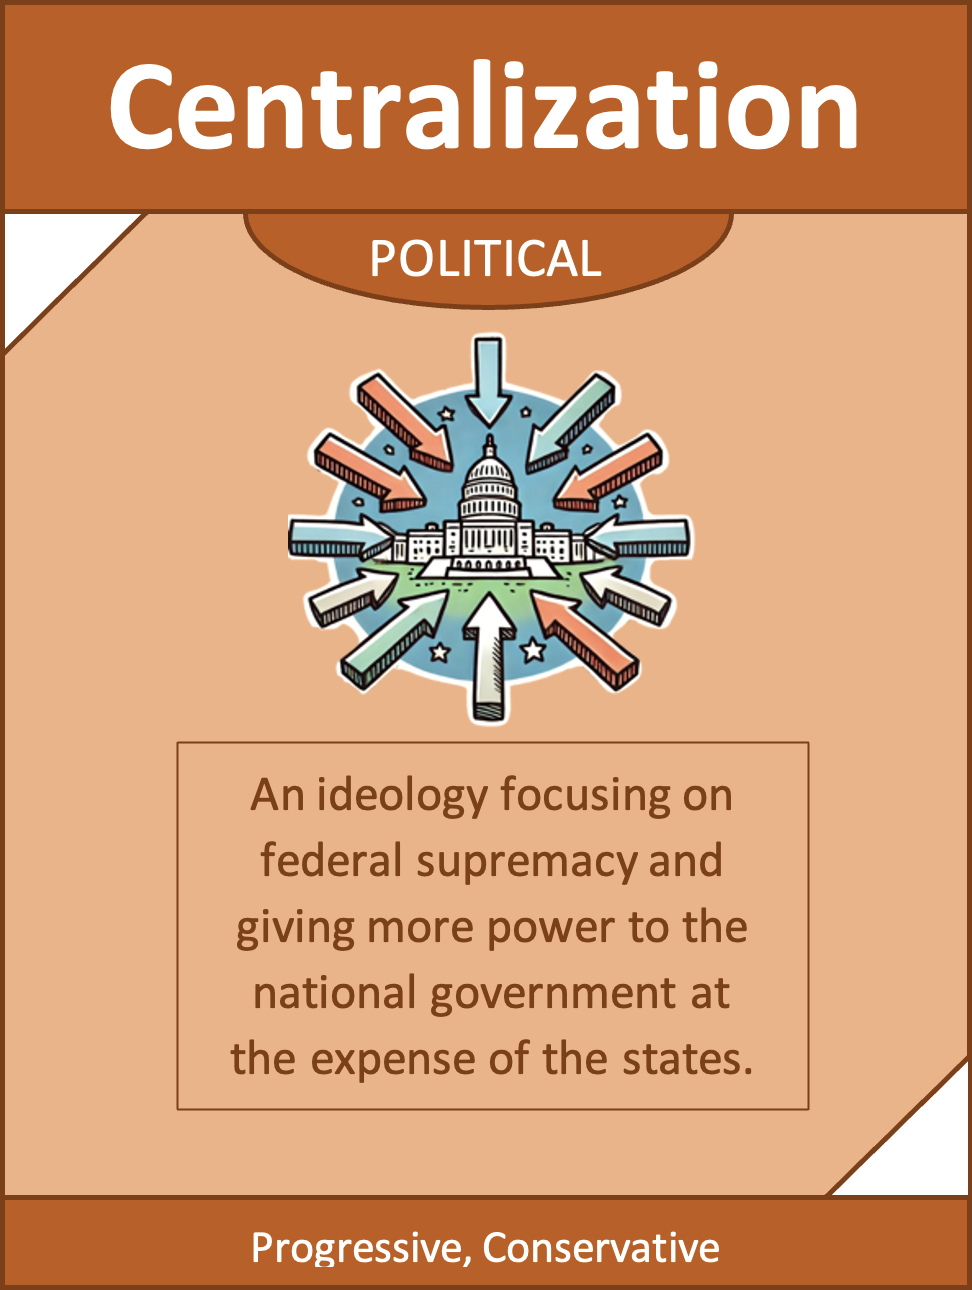 Centralization
POLITICAL
An ideology focusing on
federal supremacy and
giving more power to the
national government at
the expense of the states.
Progressive, Conservative